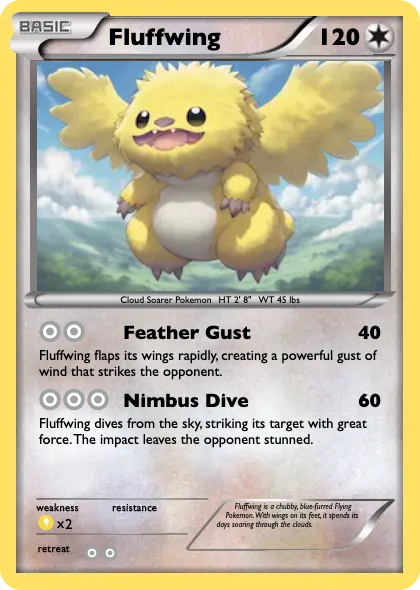 BASIC Fluffwing 120
Cloud Soarer Pokemon HT 2' 8" WT 45 lbs
Feather Gust 40
Fluffwing flaps its wings rapidly, creating a powerful gust of
wind that strikes the opponent.
Nimbus Dive 60
Fluffwing dives from the sky, striking its target with great
force. The impact leaves the opponent stunned.
weakness resistance
x2
retreat
Fluffwing is a chubby, blue-furred Flying
Pokemon. With wings on its feet, it spends its
days soaring through the clouds.